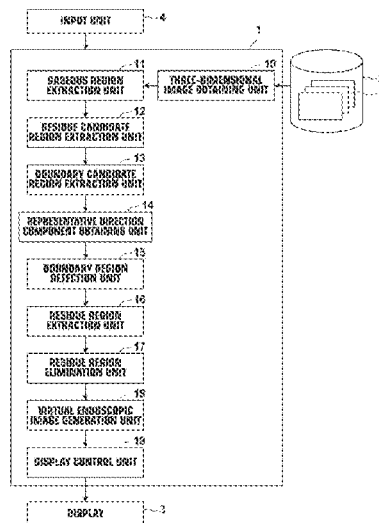 INPUT UNIT
4
1
11
GASEOUS REGION
EXTRACTION UNIT
10
THREE-DIMENSIONAL
IMAGE OBTAINING UNIT
12
RESIDUE CANDIDATE
REGION EXTRACTION UNIT
13
BOUNDARY CANDIDATE
REGION EXTRACTION UNIT
14
REPRESENTATIVE DIRECTION
COMPONENT OBTAINING UNIT
15
BOUNDARY REGION
DETECTION UNIT
16
RESIDUE REGION
EXTRACTION UNIT
17
RESIDUE REGION
ELIMINATION UNIT
18
VIRTUAL ENDOSCOPIC
IMAGE GENERATION UNIT
19
DISPLAY CONTROL UNIT
DISPLAY
3